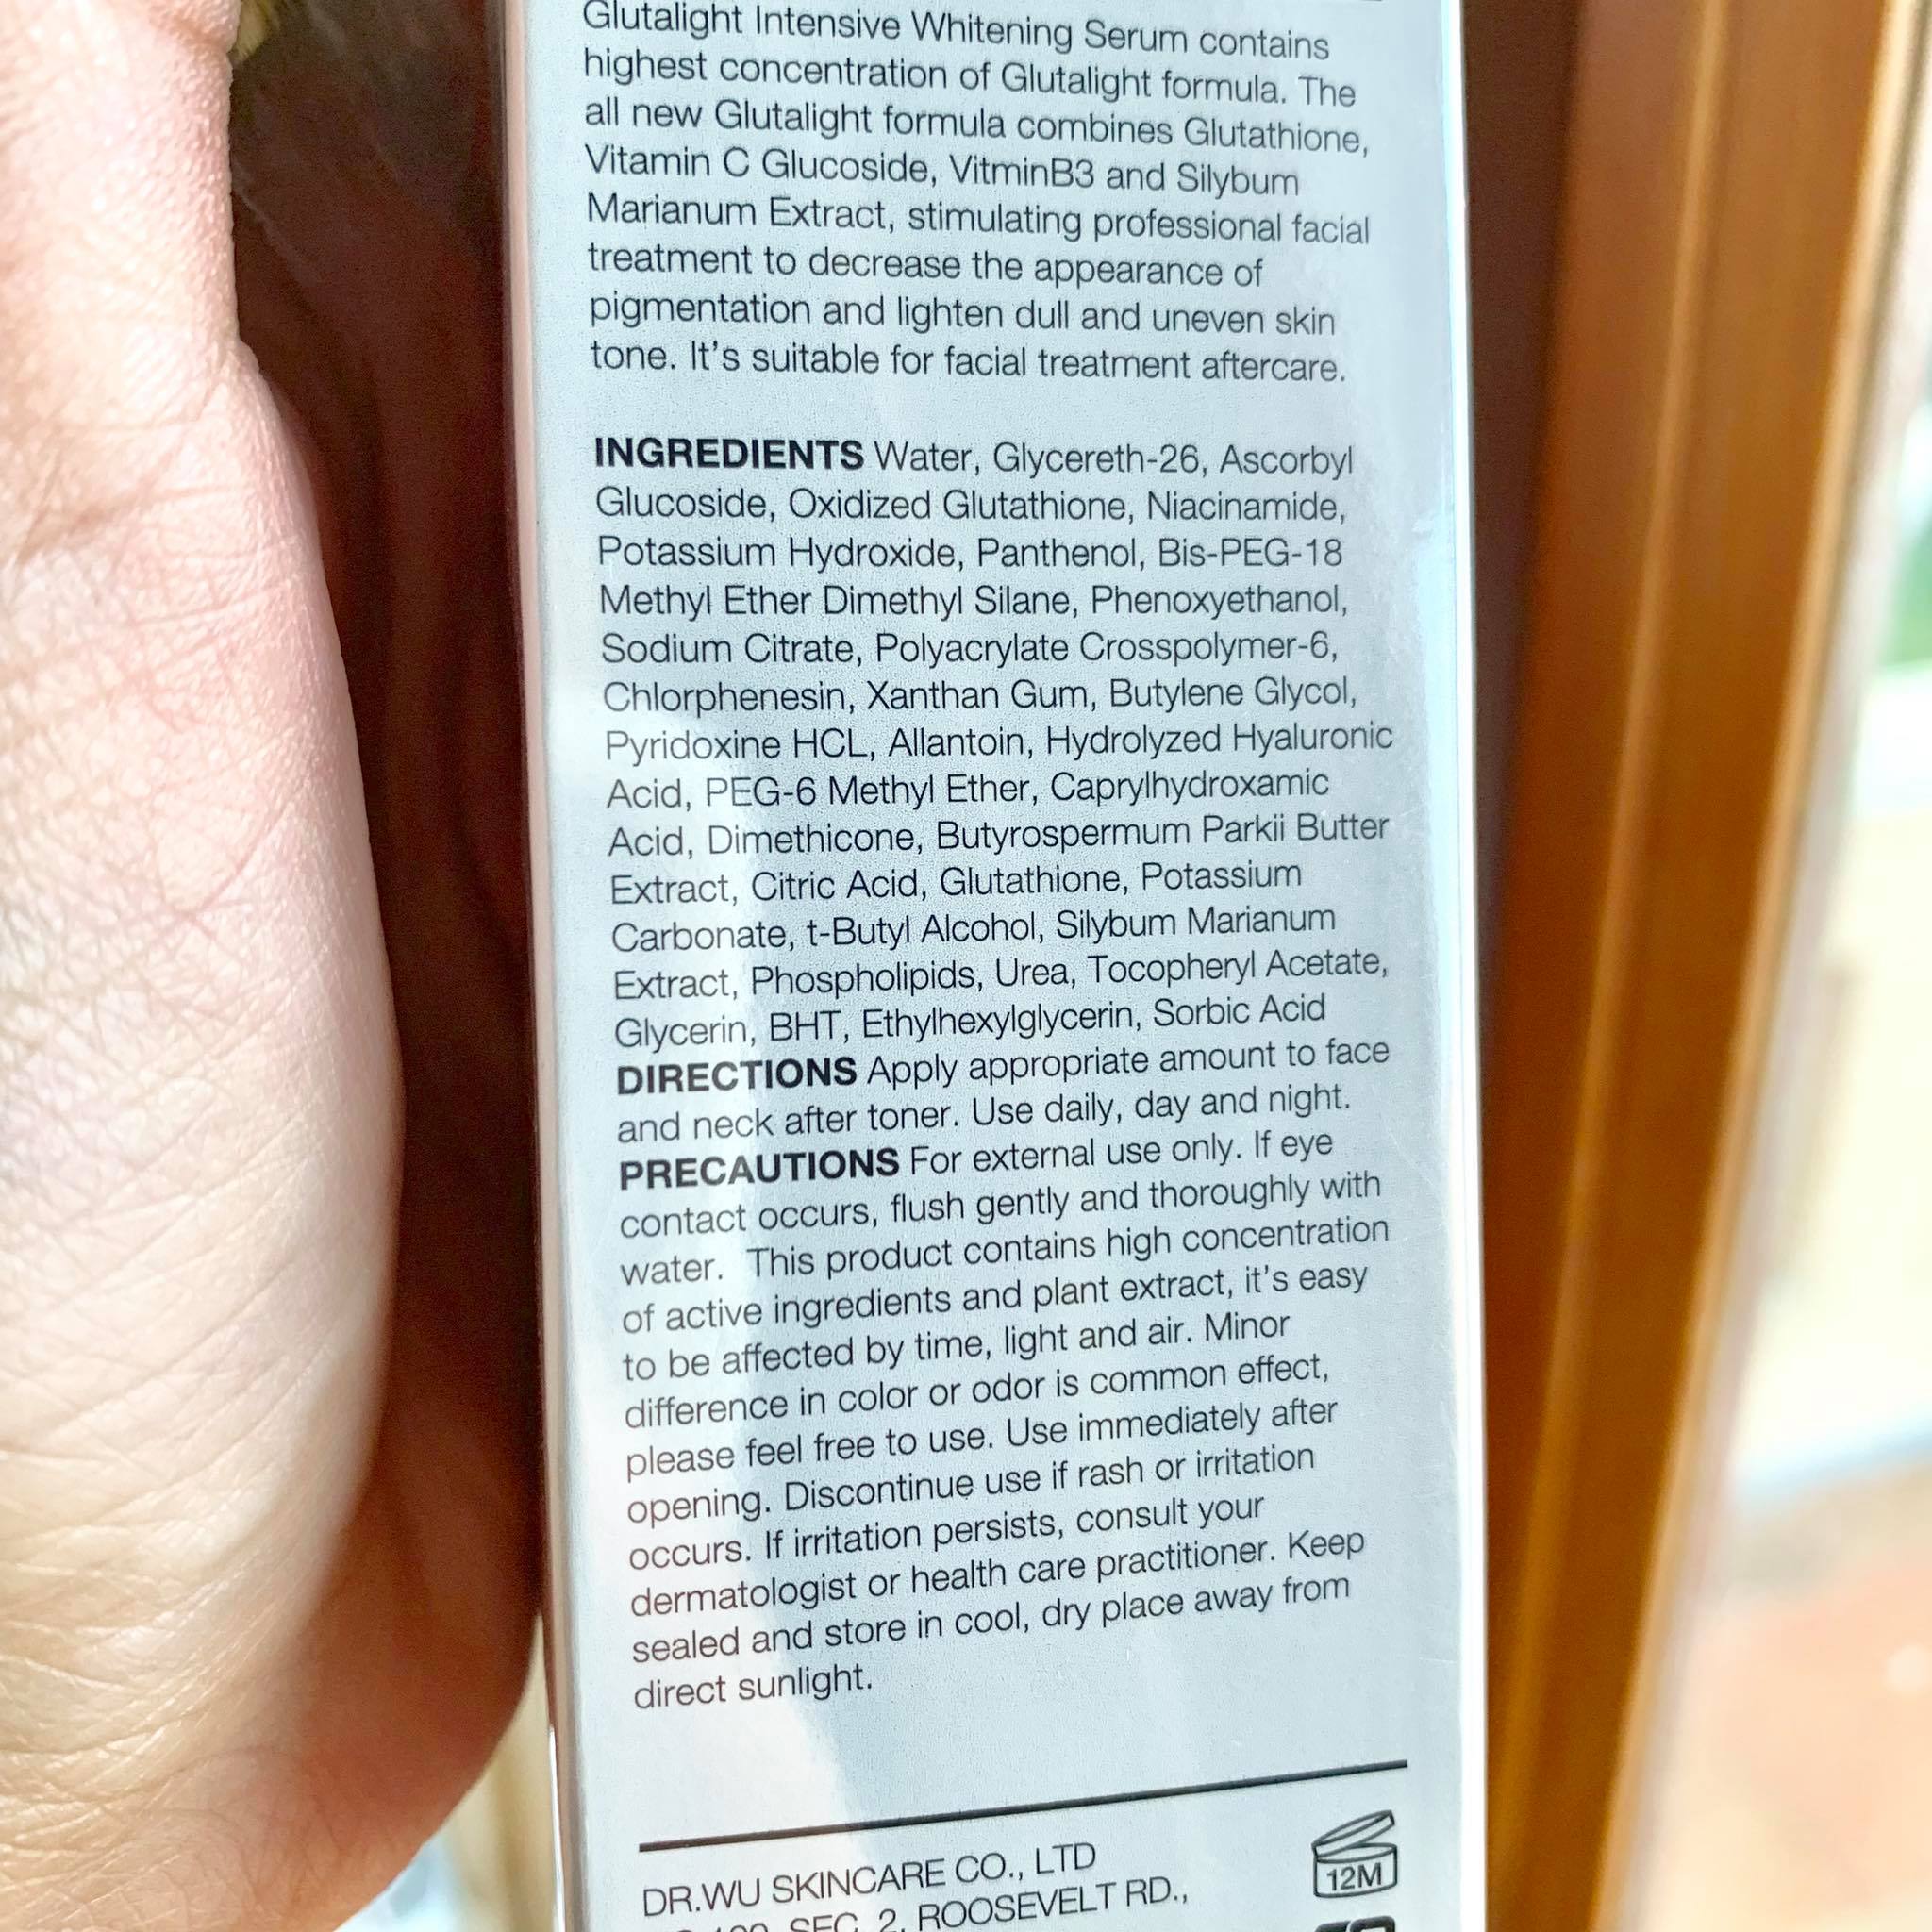 Glutalight Intensive Whitening Serum contains
highest concentration of Glutalight formula. The
all new Glutalight formula combines Glutathione,
Vitamin C Glucoside, VitminB3 and Silybum
Marianum Extract, stimulating professional facial
treatment to decrease the appearance of
pigmentation and lighten dull and uneven skin
tone. It's suitable for facial treatment aftercare.
INGREDIENTS Water, Glycereth-26, Ascorbyl
Glucoside, Oxidized Glutathione, Niacinamide,
Potassium Hydroxide, Panthenol, Bis-PEG-18
Methyl Ether Dimethyl Silane, Phenoxyethanol,
Sodium Citrate, Polyacrylate Crosspolymer-6,
Chlorphenesin, Xanthan Gum, Butylene Glycol,
Pyridoxine HCL, Allantoin, Hydrolyzed Hyaluronic
Acid, PEG-6 Methyl Ether, Caprylhydroxamic
Acid, Dimethicone, Butyrospermum Parkii Butter
Extract, Citric Acid, Glutathione, Potassium
Carbonate, t-Butyl Alcohol, Silybum Marianum
Extract, Phospholipids, Urea, Tocopheryl Acetate,
Glycerin, BHT, Ethylhexylglycerin, Sorbic Acid
DIRECTIONS Apply appropriate amount to face
and neck after toner. Use daily, day and night.
PRECAUTIONS For external use only. If eye
contact occurs, flush gently and thoroughly with
water. This product contains high concentration
of active ingredients and plant extract, it's easy
to be affected by time, light and air. Minor
difference in color or odor is common effect,
please feel free to use. Use immediately after
opening. Discontinue use if rash or irritation
occurs. If irritation persists, consult your
dermatologist or health care practitioner. Keep
sealed and store in cool, dry place away from
direct sunlight.
DR.WU SKINCARE CO., LTD
12M
SEC. 2, ROOSEVELT RD.,